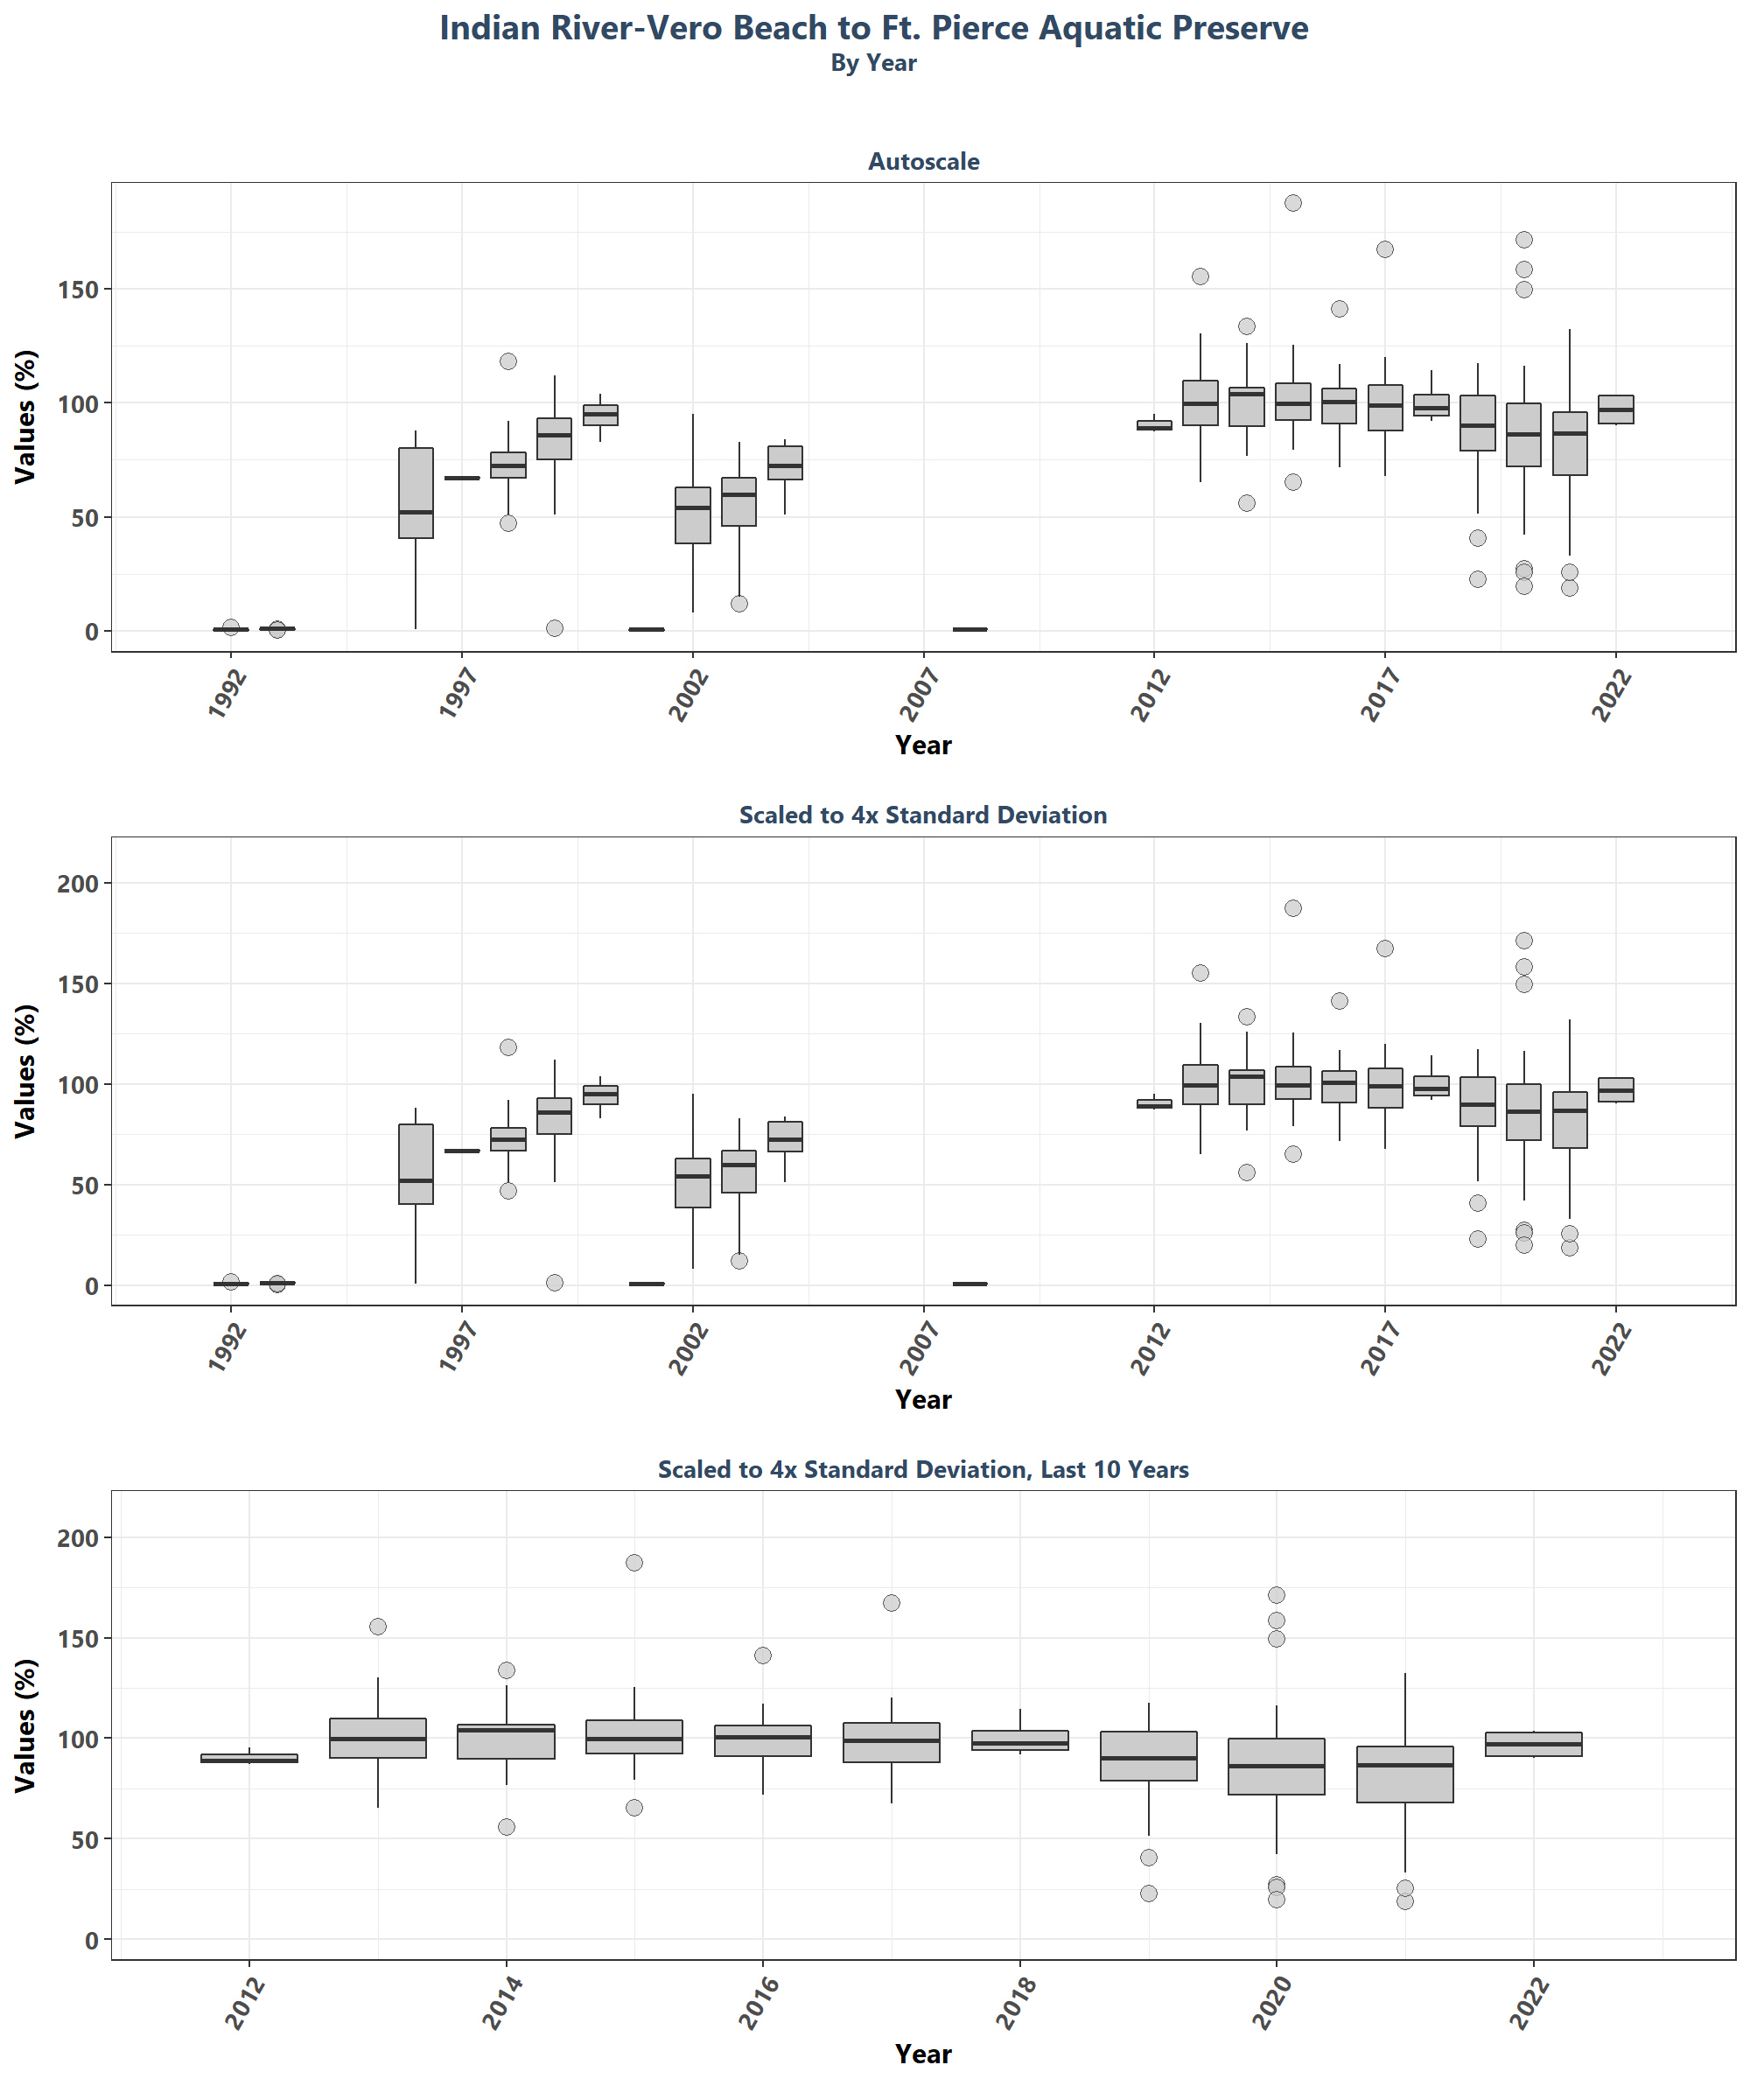 Indian River-Vero Beach to Ft. Pierce Aquatic Preserve
By Year
Autoscale
Values (%)
150
100
50
0
1992 1997 2002 2007 2012 2017 2022
Year
Scaled to 4x Standard Deviation
Values (%)
200
150
100
50
0
1992 1997 2002 2007 2012 2017 2022
Year
Scaled to 4x Standard Deviation, Last 10 Years
Values (%)
200
150
100
50
0
2012 2014 2016 2018 2020 2022
Year